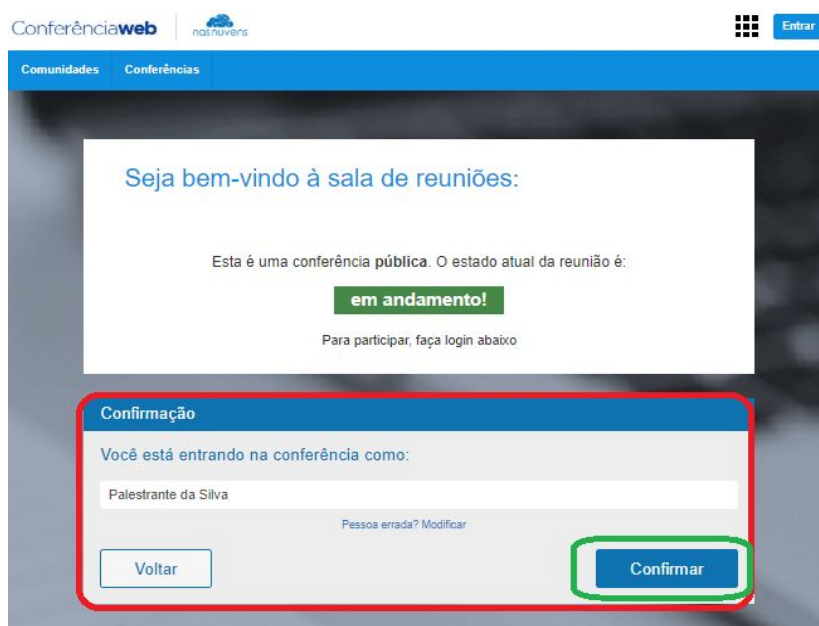 Conferênciaweb
nasnuvens
Entrar
Comunidades Conferências
Seja bem-vindo à sala de reuniões:
Esta é uma conferência pública. O estado atual da reunião é:
em andamento!
Para participar, faça login abaixo
Confirmação
Você está entrando na conferência como:
Palestrante da Silva
Pessoa errada? Modificar
Voltar Confirmar